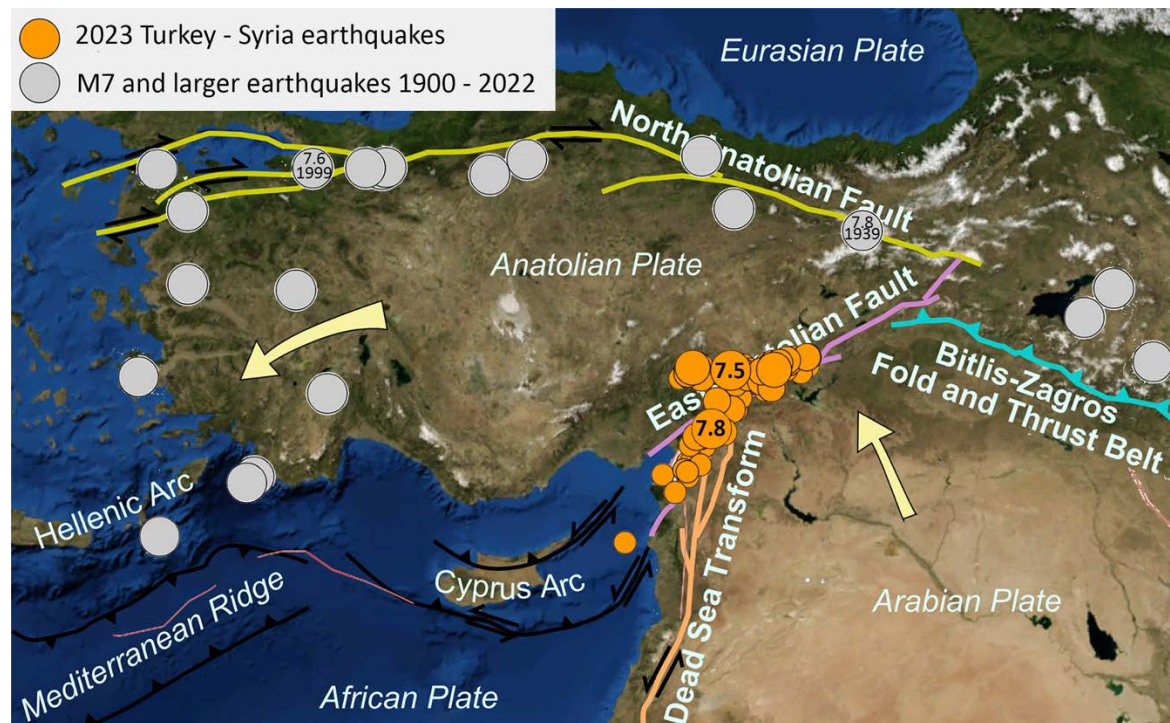 2023 Turkey - Syria earthquakes
M7 and larger earthquakes 1900 - 2022
Eurasian Plate
North Anatolian Fault
7.6
1999
7.8
1939
Anatolian Plate
East Anatolian Fault
7.5
7.8
Bitlis-Zagros
Fold and Thrust Belt
Hellenic Arc
Cyprus Arc
Mediterranean Ridge
Dead Sea Transform
Arabian Plate
African Plate